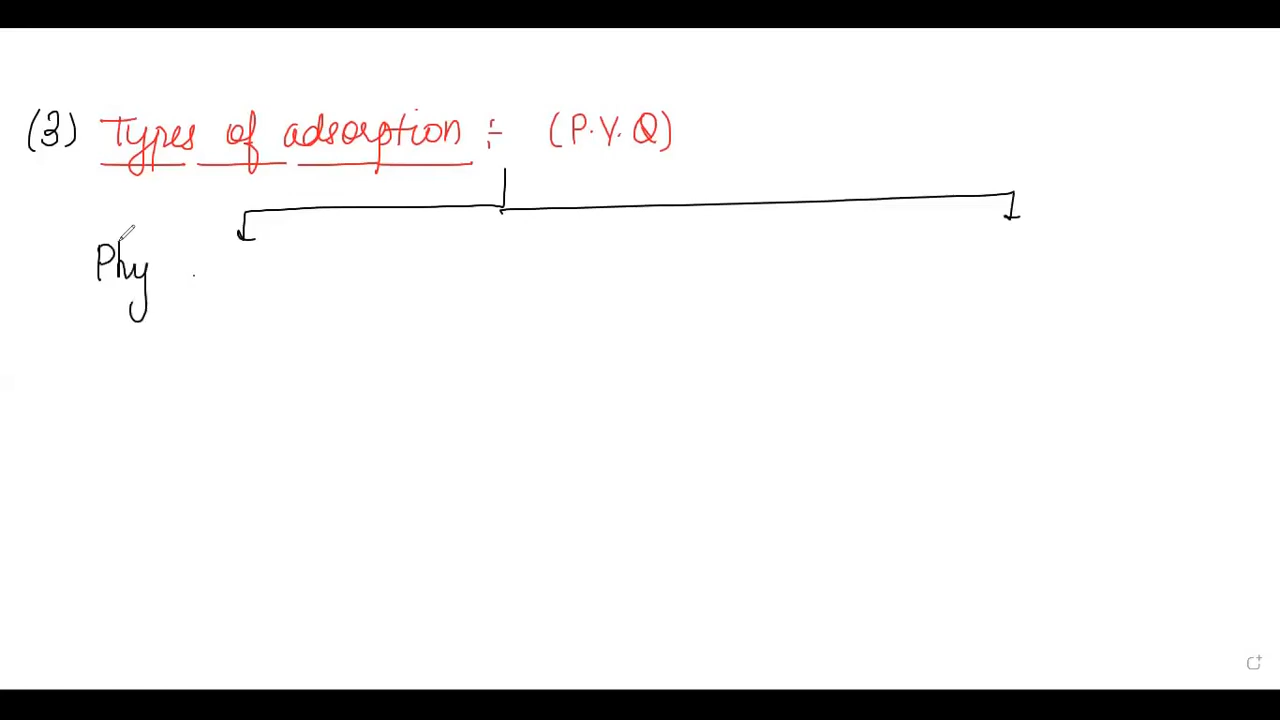 (3) Types of adsorption ÷ (P.Y.Q)
Phy